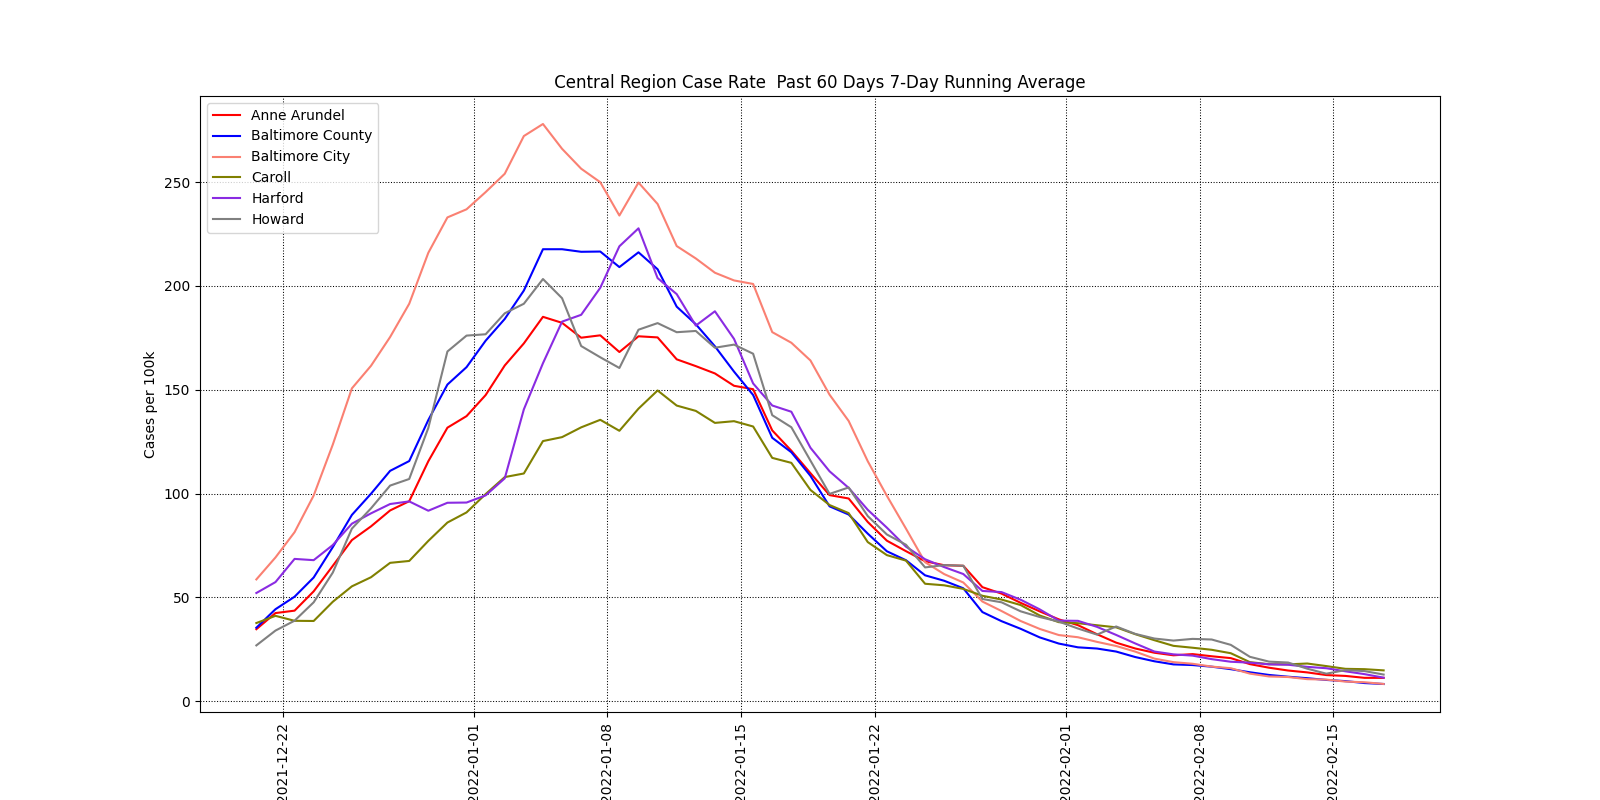 Central Region Case Rate  Past 60 Days 7-Day Running Average
Anne Arundel
Baltimore County
Baltimore City
Caroll
Harford
Howard
Cases per 100k
250
200
150
100
50
0
2021-12-22
2022-01-01
2022-01-08
2022-01-15
2022-01-22
2022-02-01
2022-02-08
2022-02-15